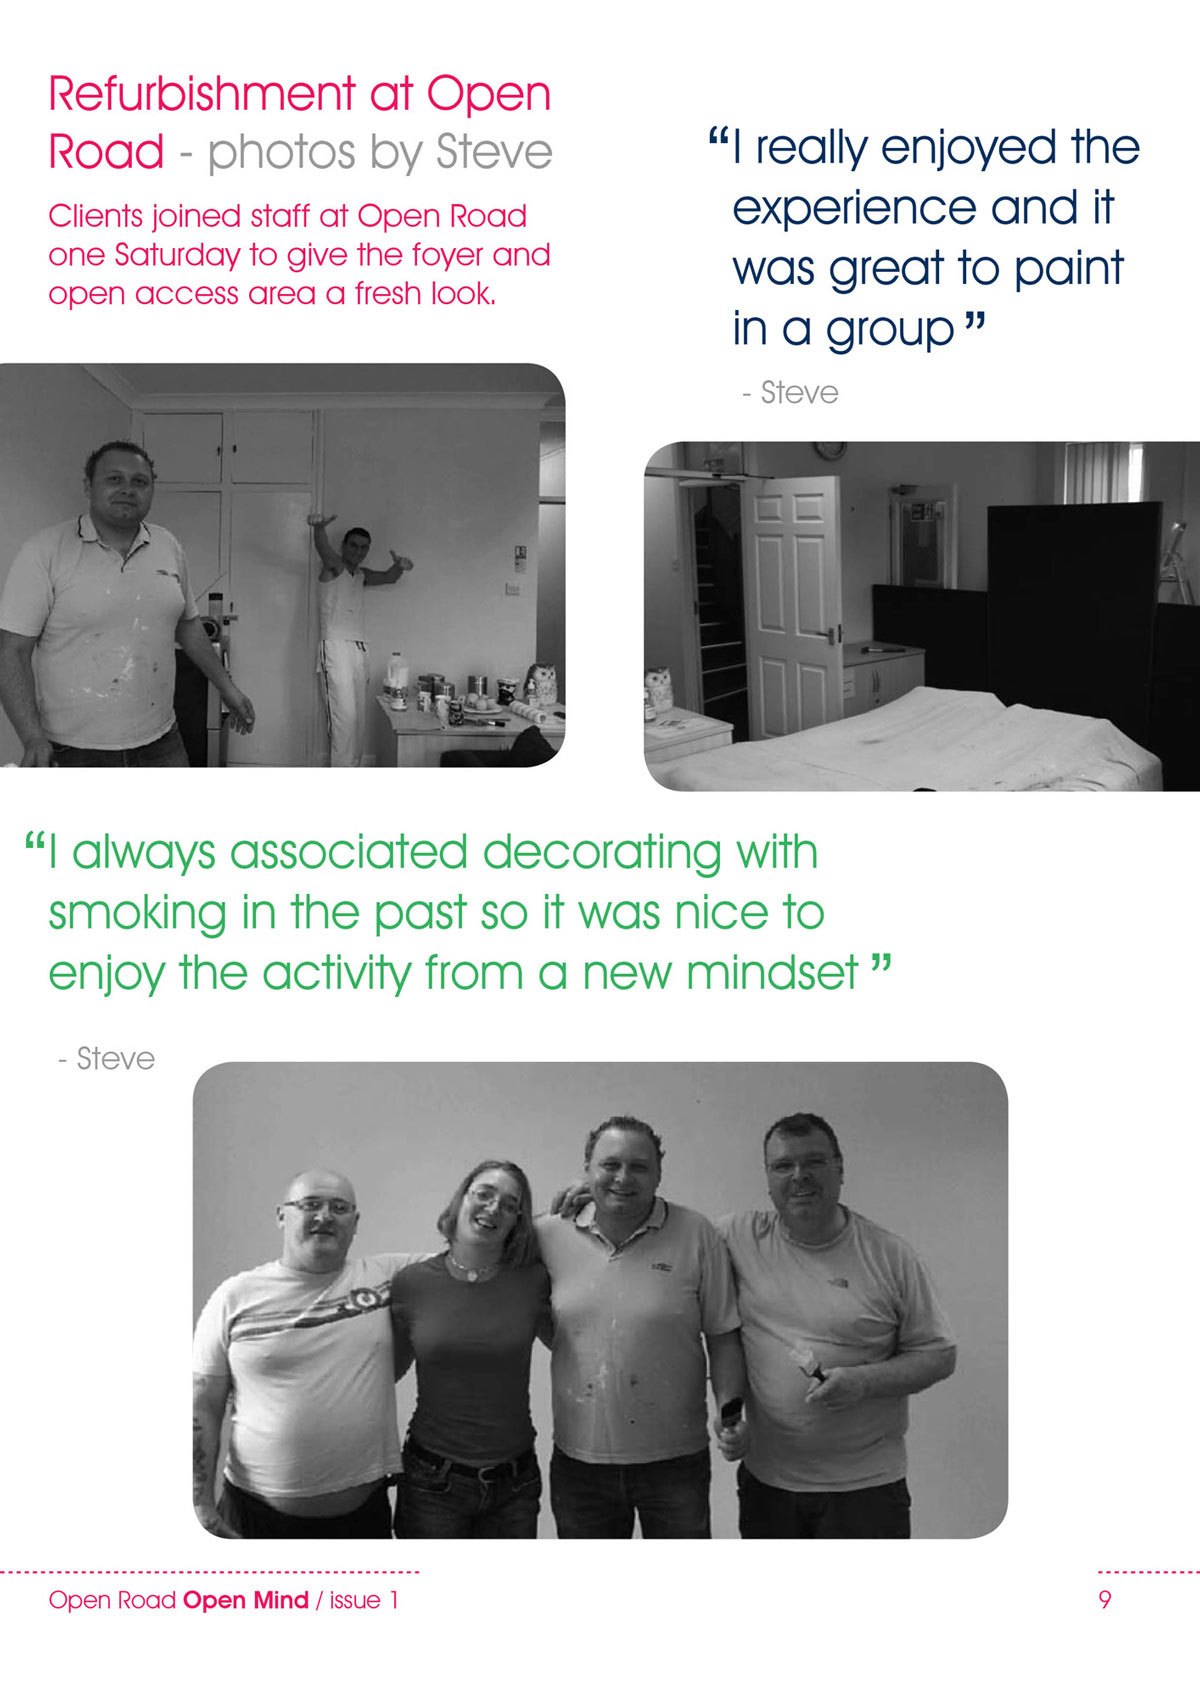 Refurbishment at Open
Road - photos by Steve
Clients joined staff at Open Road
one Saturday to give the foyer and
open access area a fresh look.
“I really enjoyed the
experience and it
was great to paint
in a group”
- Steve
“I always associated decorating with
smoking in the past so it was nice to
enjoy the activity from a new mindset”
- Steve
Open Road Open Mind / issue 1
9